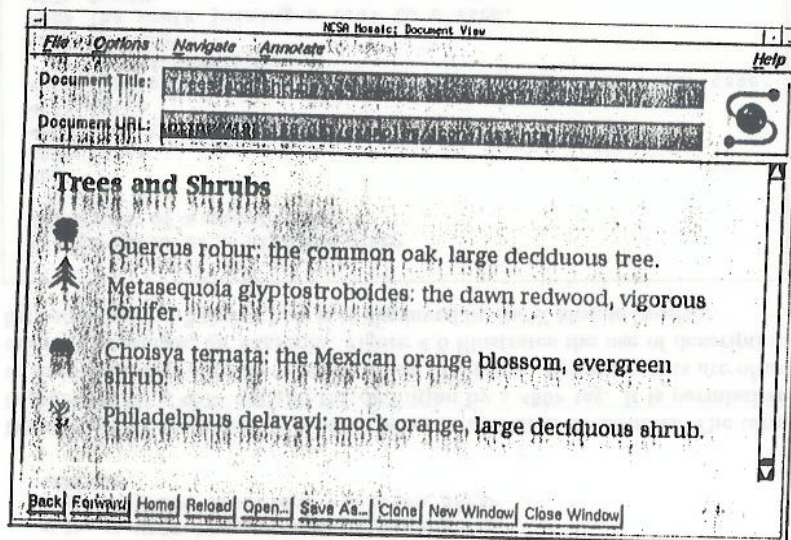 NCSA Mosaic: Document View
File Options Navigate Annotate Help
Document Title: Trees and Shrubs
Document URL:
Trees and Shrubs
Quercus robur: the common oak, large deciduous tree.
Metasequoia glyptostroboides: the dawn redwood, vigorous
conifer.
Choisya ternata: the Mexican orange blossom, evergreen
shrub.
Philadelphus delavayi: mock orange, large deciduous shrub.
Back Forward Home Reload Open... Save As... Clone New Window Close Window